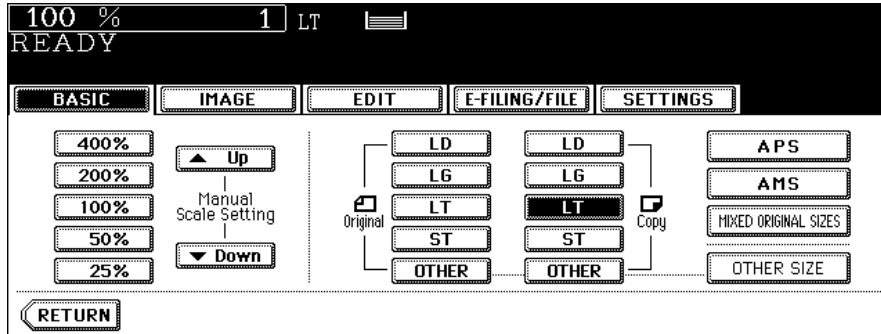 100 % 1 LT
READY
BASIC IMAGE EDIT E-FILING/FILE SETTINGS
400%
200%
100%
50%
25%
Up
Manual
Scale Setting
Down
Original
LD
LG
LT
ST
OTHER
LD
LG
LT
ST
OTHER
Copy
APS
AMS
MIXED ORIGINAL SIZES
OTHER SIZE
RETURN